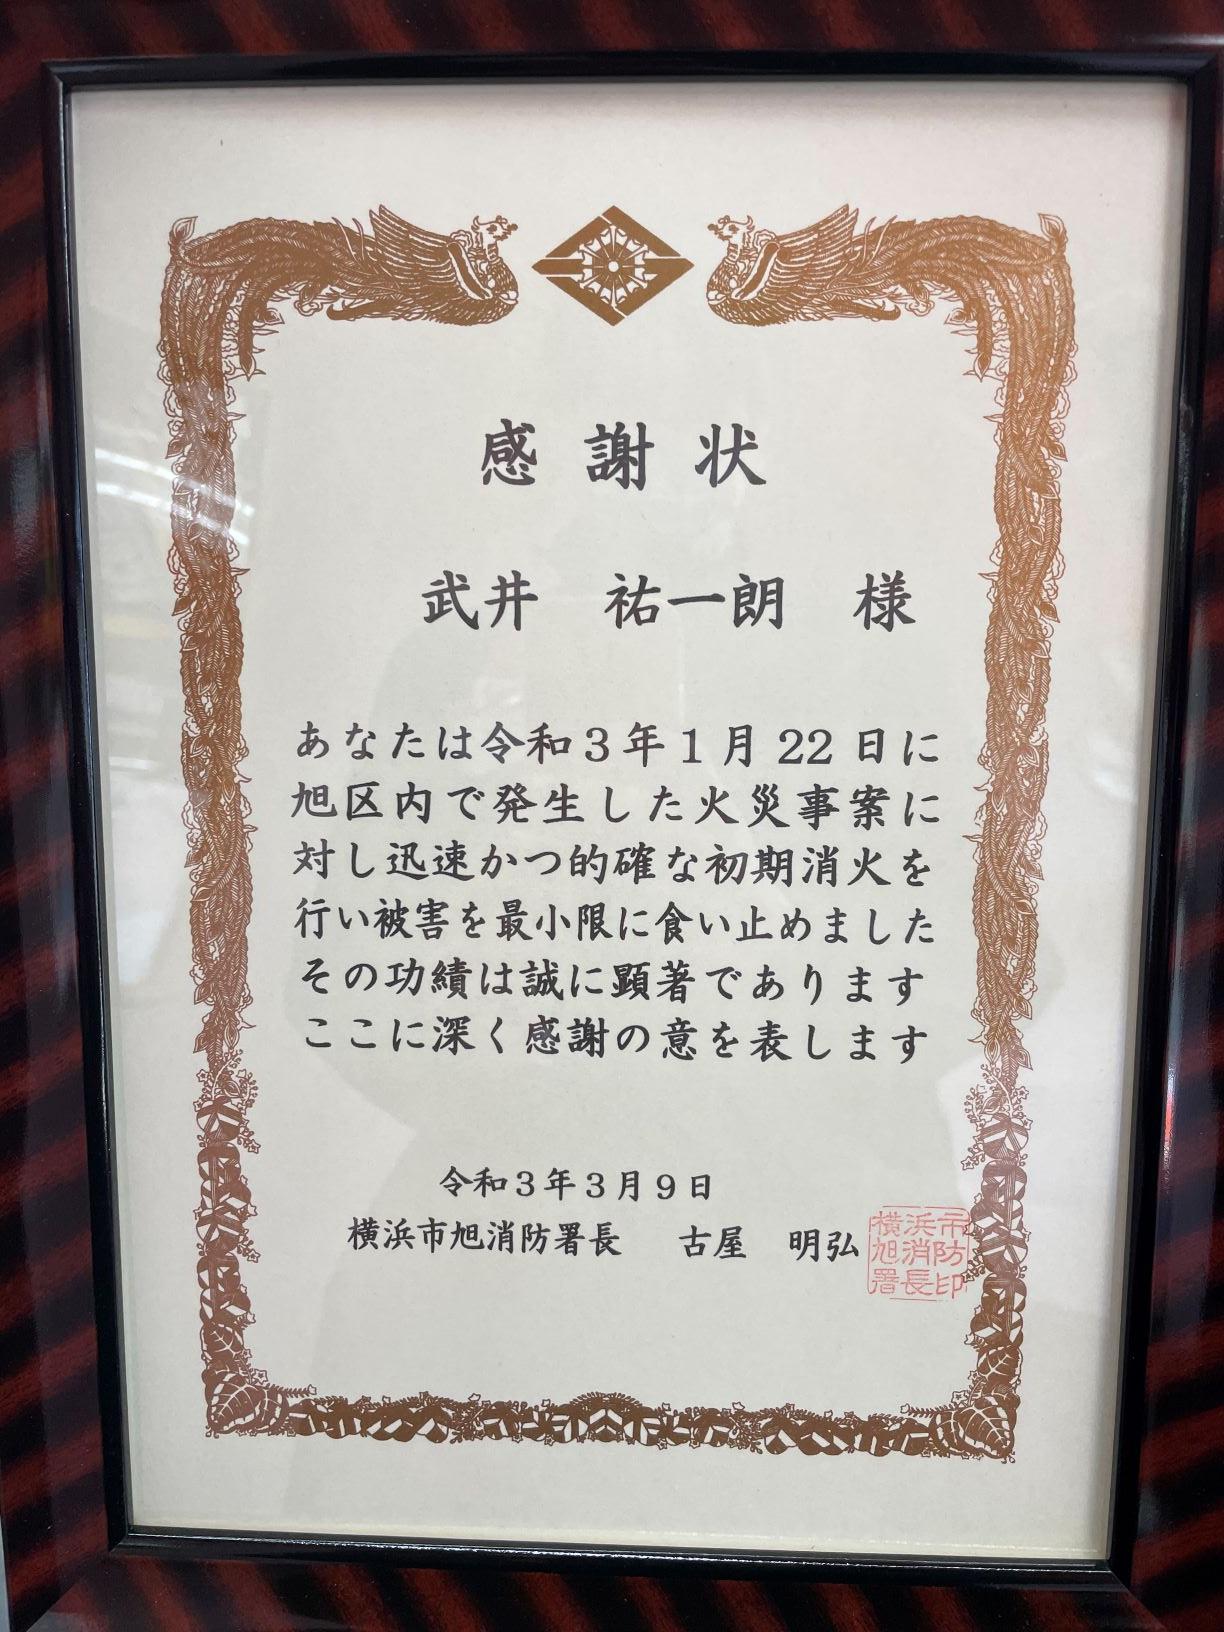 感謝状
武井　祐一朗　様
あなたは令和3年1月22日に
旭区内で発生した火災事案に
対し迅速かつ的確な初期消火を
行い被害を最小限に食い止めました
その功績は誠に顕著であります
ここに深く感謝の意を表します
令和3年3月9日
横浜市旭消防署長　古屋　明弘
横浜市
旭消防
署長印